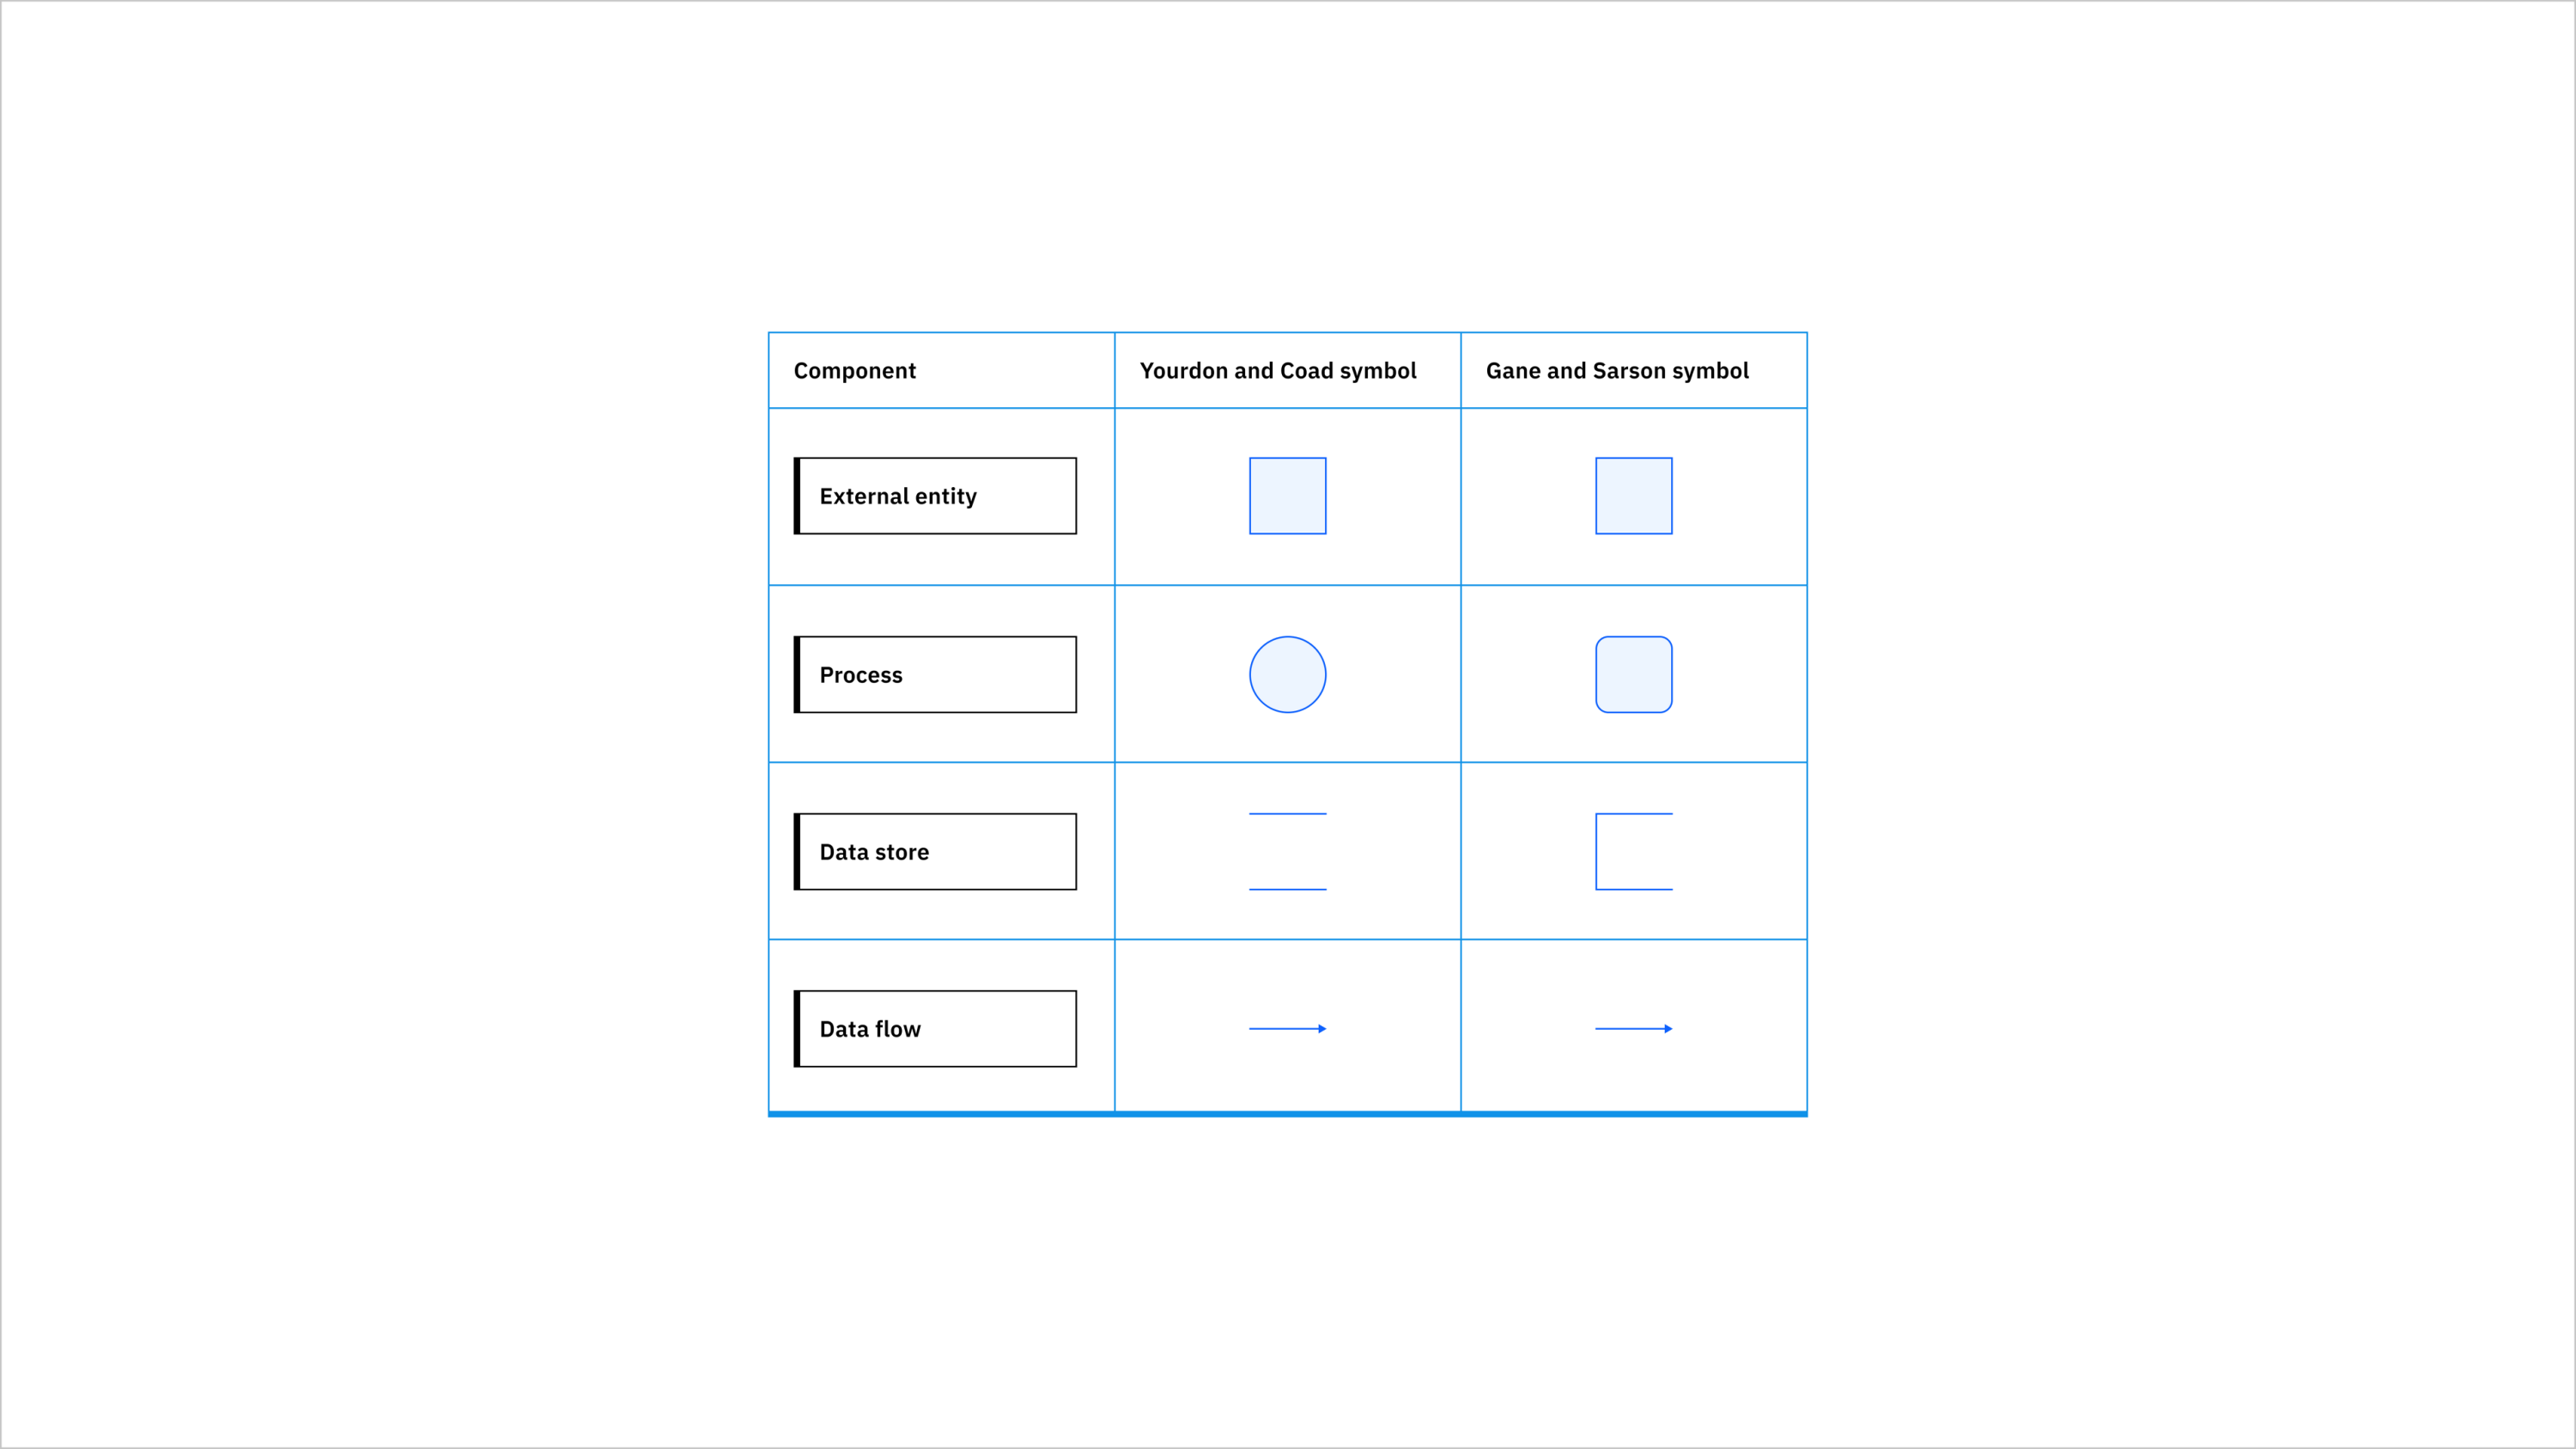 Component
Yourdon and Coad symbol
Gane and Sarson symbol
External entity
Process
Data store
Data flow